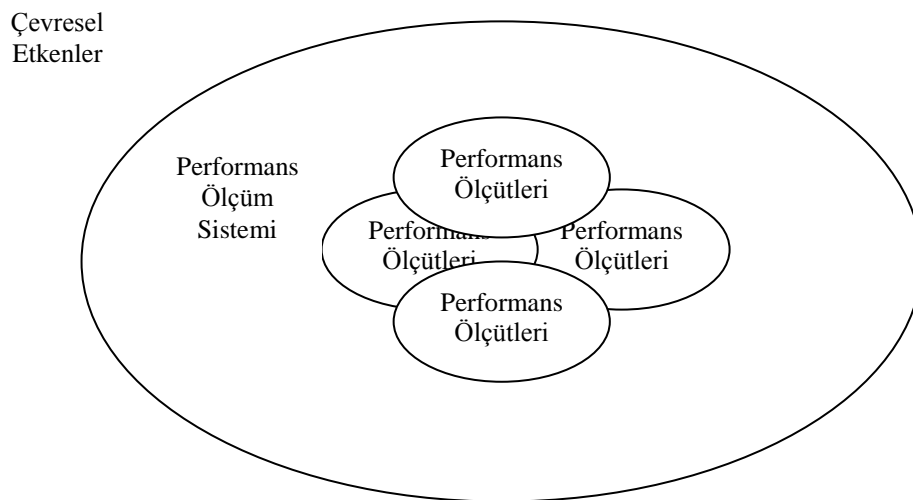 Çevresel
Etkenler
Performans
Ölçüm
Sistemi
Performans
Ölçütleri
Performans
Ölçütleri
Performans
Ölçütleri
Performans
Ölçütleri